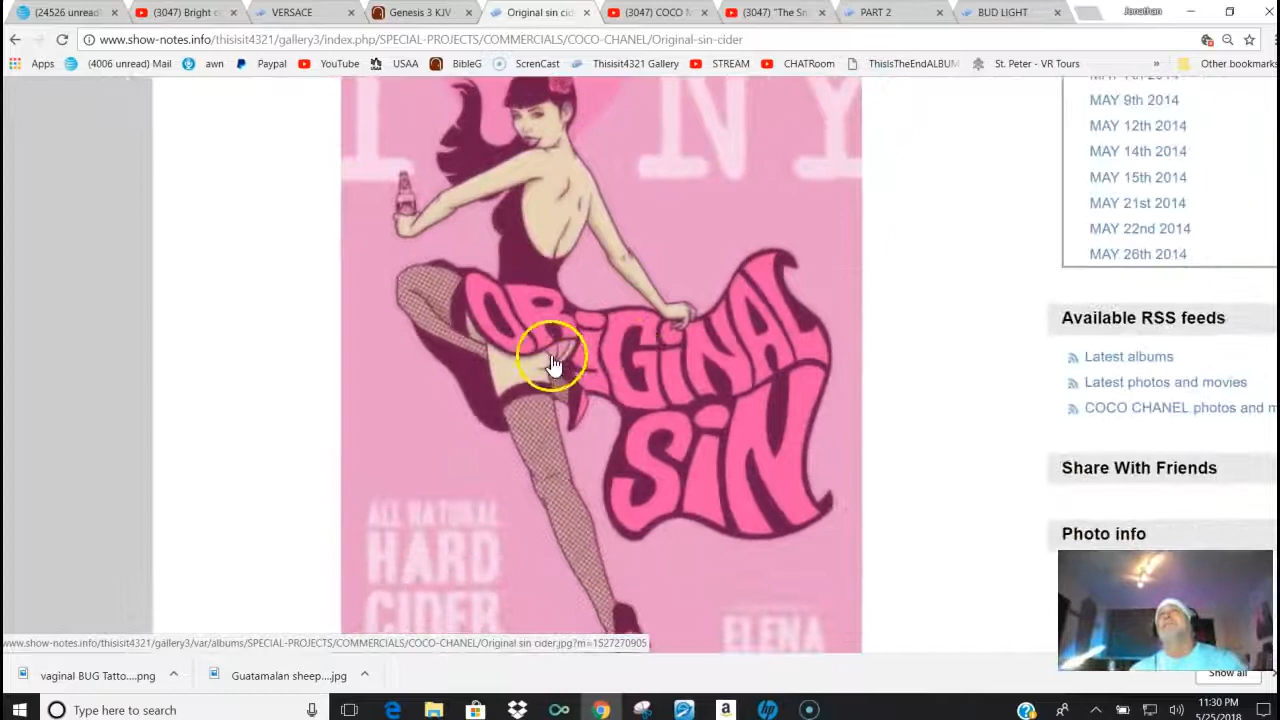 (24526 unread
(3047) Bright c
VERSACE
Genesis 3 KJV
Original sin cid
(3047) COCO M
(3047) "The Sn
PART 2
BUD LIGHT
Jonathan
www.show-notes.info/thisisit4321/gallery3/index.php/SPECIAL-PROJECTS/COMMERCIALS/COCO-CHANEL/Original-sin-cider
Apps
(4006 unread) Mail
awn
Paypal
YouTube
USAA
BibleG
ScrenCast
Thisisit4321 Gallery
STREAM
CHATRoom
ThisIsTheEndALBUM
St. Peter - VR Tours
Other bookmarks
I NY
ORiGiNAL
SiN
ALL NATURAL
HARD
CIDER
ELENA
MAY 9th 2014
MAY 12th 2014
MAY 14th 2014
MAY 15th 2014
MAY 21st 2014
MAY 22nd 2014
MAY 26th 2014
Available RSS feeds
Latest albums
Latest photos and movies
COCO CHANEL photos and m
Share With Friends
Photo info
www.show-notes.info/thisisit4321/gallery3/var/albums/SPECIAL-PROJECTS/COMMERCIALS/COCO-CHANEL/Original sin cider.jpg?m=1527270905
vaginal BUG Tatto....png
Guatamalan sheep....jpg
Show all
Type here to search
11:30 PM
5/25/2018